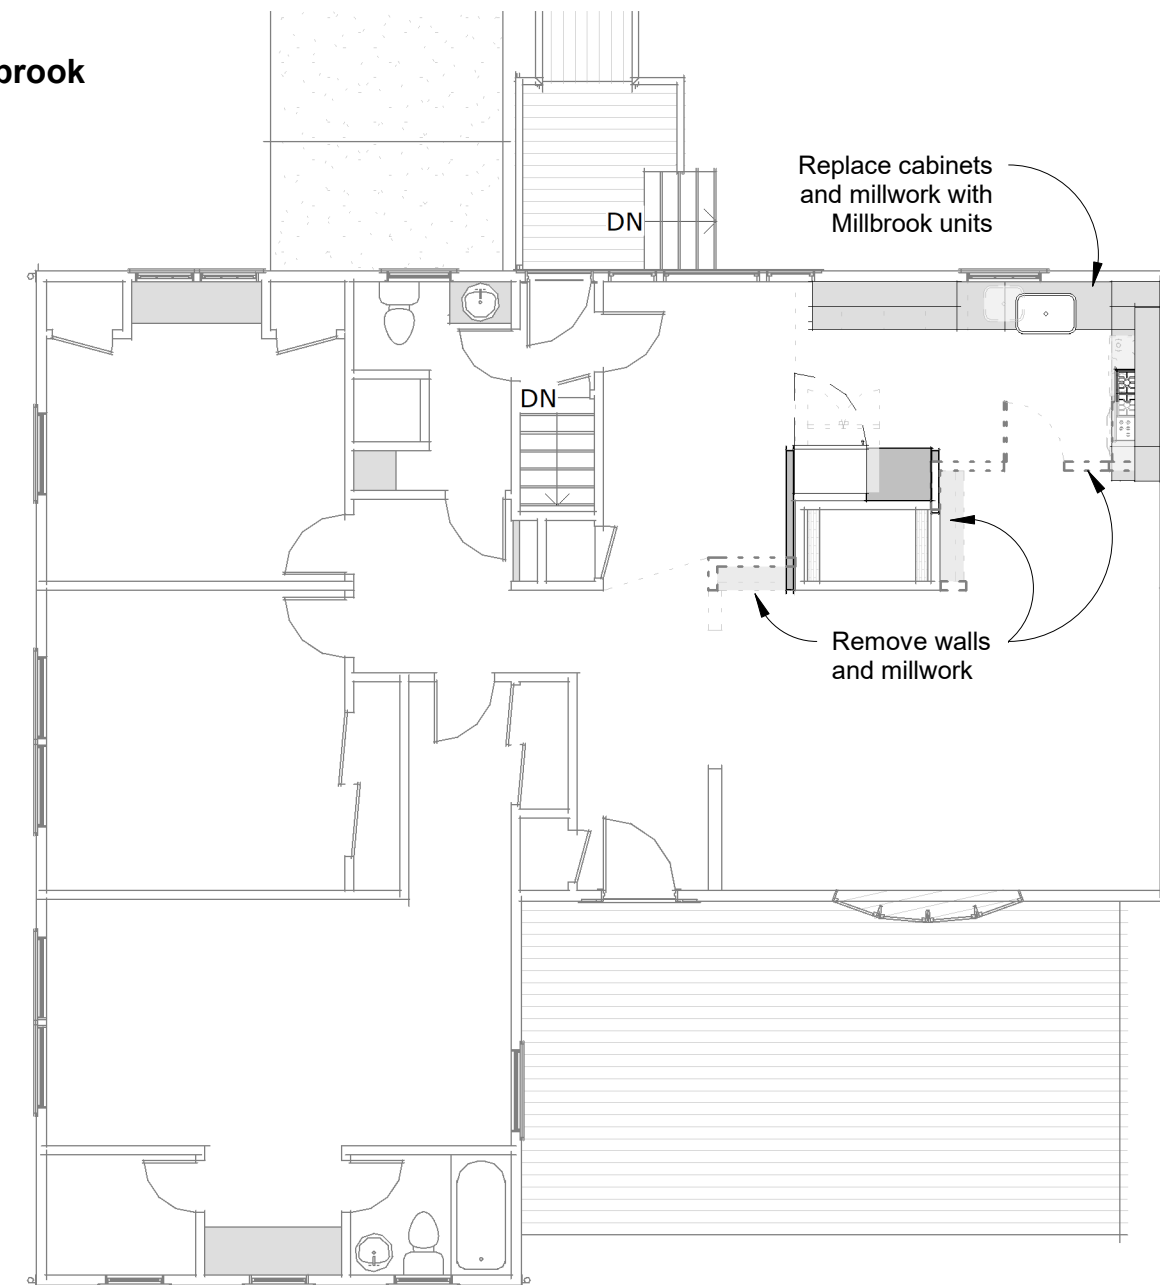 brook
Replace cabinets
and millwork with
Millbrook units
DN
DN
Remove walls
and millwork